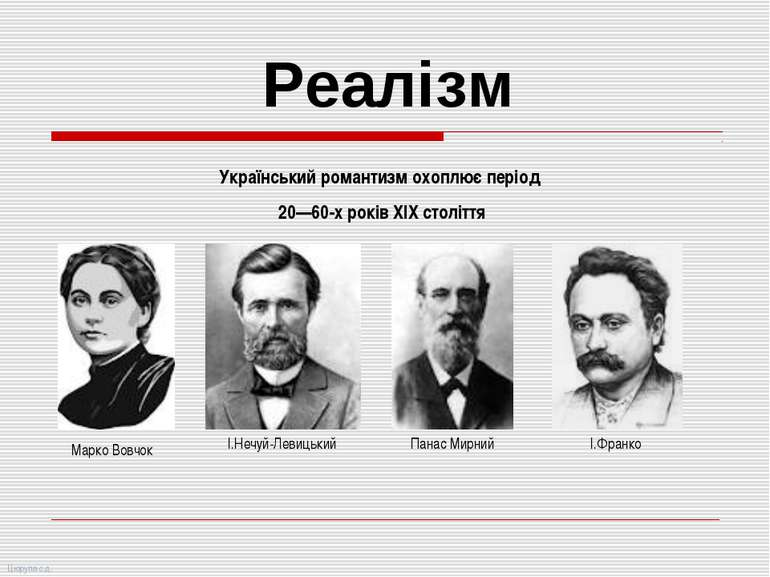 Реалізм
Український романтизм охоплює період
20—60-х років XIX століття
Марко Вовчок
І.Нечуй-Левицький
Панас Мирний
І.Франко